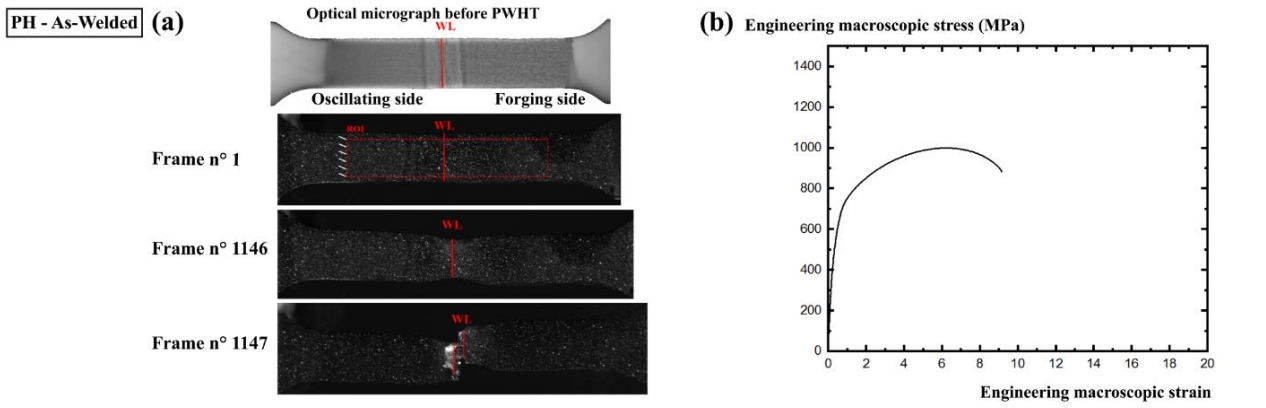 PH - As-Welded
(a)
Optical micrograph before PWHT
WL
Oscillating side
Forging side
Frame n° 1
ROI
WL
Frame n° 1146
WL
Frame n° 1147
WL
(b)
Engineering macroscopic stress (MPa)
1400
1200
1000
800
600
400
200
0
0 2 4 6 8 10 12 14 16 18 20
Engineering macroscopic strain